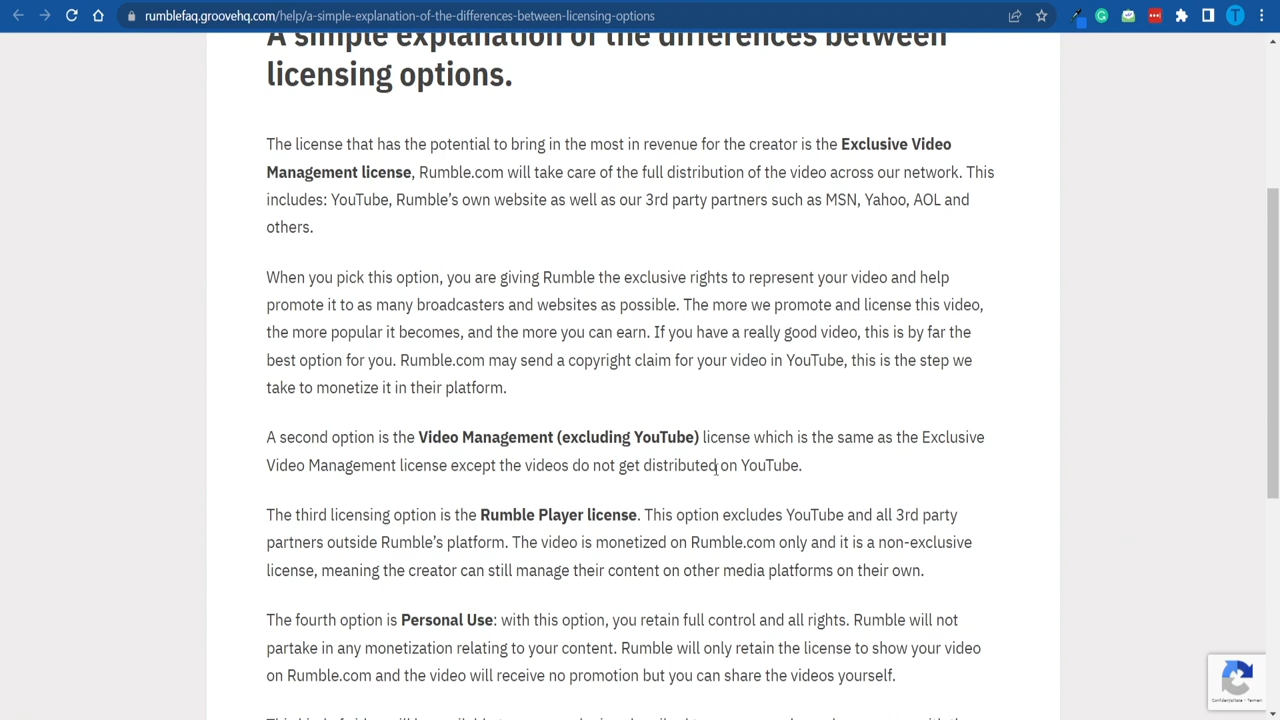 rumblefaq.groovehq.com/help/a-simple-explanation-of-the-differences-between-licensing-options
T
A simple explanation of the differences between
licensing options.
The license that has the potential to bring in the most in revenue for the creator is the Exclusive Video
Management license, Rumble.com will take care of the full distribution of the video across our network. This
includes: YouTube, Rumble’s own website as well as our 3rd party partners such as MSN, Yahoo, AOL and
others.
When you pick this option, you are giving Rumble the exclusive rights to represent your video and help
promote it to as many broadcasters and websites as possible. The more we promote and license this video,
the more popular it becomes, and the more you can earn. If you have a really good video, this is by far the
best option for you. Rumble.com may send a copyright claim for your video in YouTube, this is the step we
take to monetize it in their platform.
A second option is the Video Management (excluding YouTube) license which is the same as the Exclusive
Video Management license except the videos do not get distributed on YouTube.
The third licensing option is the Rumble Player license. This option excludes YouTube and all 3rd party
partners outside Rumble’s platform. The video is monetized on Rumble.com only and it is a non-exclusive
license, meaning the creator can still manage their content on other media platforms on their own.
The fourth option is Personal Use: with this option, you retain full control and all rights. Rumble will not
partake in any monetization relating to your content. Rumble will only retain the license to show your video
on Rumble.com and the video will receive no promotion but you can share the videos yourself.